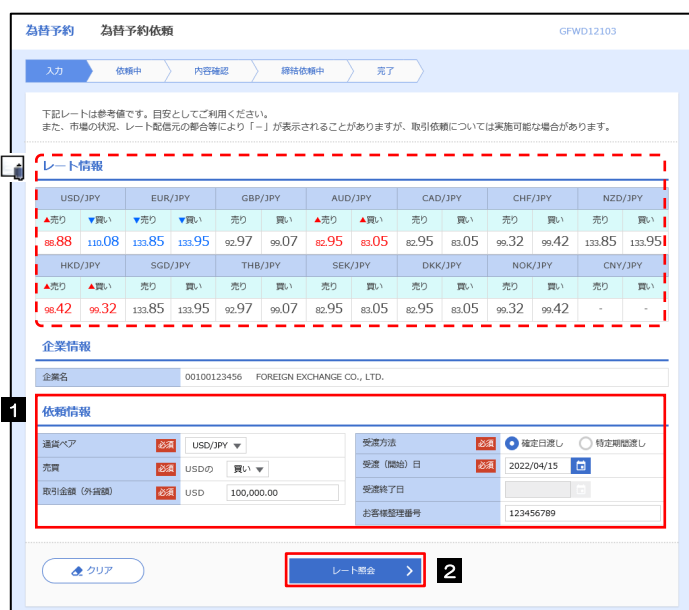 為替予約 為替予約依頼 GFWD12103
入力 依頼中 内容確認 締結依頼中 完了
下記レートは参考値です。目安としてご利用ください。
また、市場の状況、レート配信元の都合等により「－」が表示されることがありますが、取引依頼については実施可能な場合があります。
レート情報
USD/JPY EUR/JPY GBP/JPY AUD/JPY CAD/JPY CHF/JPY NZD/JPY
▲売り ▼買い ▼売り ▼買い 売り 買い ▲売り ▲買い 売り 買い 売り 買い 売り 買い
88.88 110.08 133.85 133.95 92.97 99.07 82.95 83.05 82.95 83.05 99.32 99.42 133.85 133.95
HKD/JPY SGD/JPY THB/JPY SEK/JPY DKK/JPY NOK/JPY CNY/JPY
▲売り ▲買い 売り 買い 売り 買い 売り 買い 売り 買い 売り 買い 売り 買い
98.42 99.32 133.85 133.95 92.97 99.07 82.95 83.05 82.95 83.05 99.32 99.42 - -
企業情報
企業名 00100123456 FOREIGN EXCHANGE CO., LTD.
1
依頼情報
通貨ペア 必須 USD/JPY ▼
売買 必須 USDの 買い ▼
取引金額（外貨額） 必須 USD 100,000.00
受渡方法 必須 確定日渡し 特定期間渡し
受渡（開始）日 必須 2022/04/15
受渡終了日
お客様整理番号 123456789
クリア レート照会 2